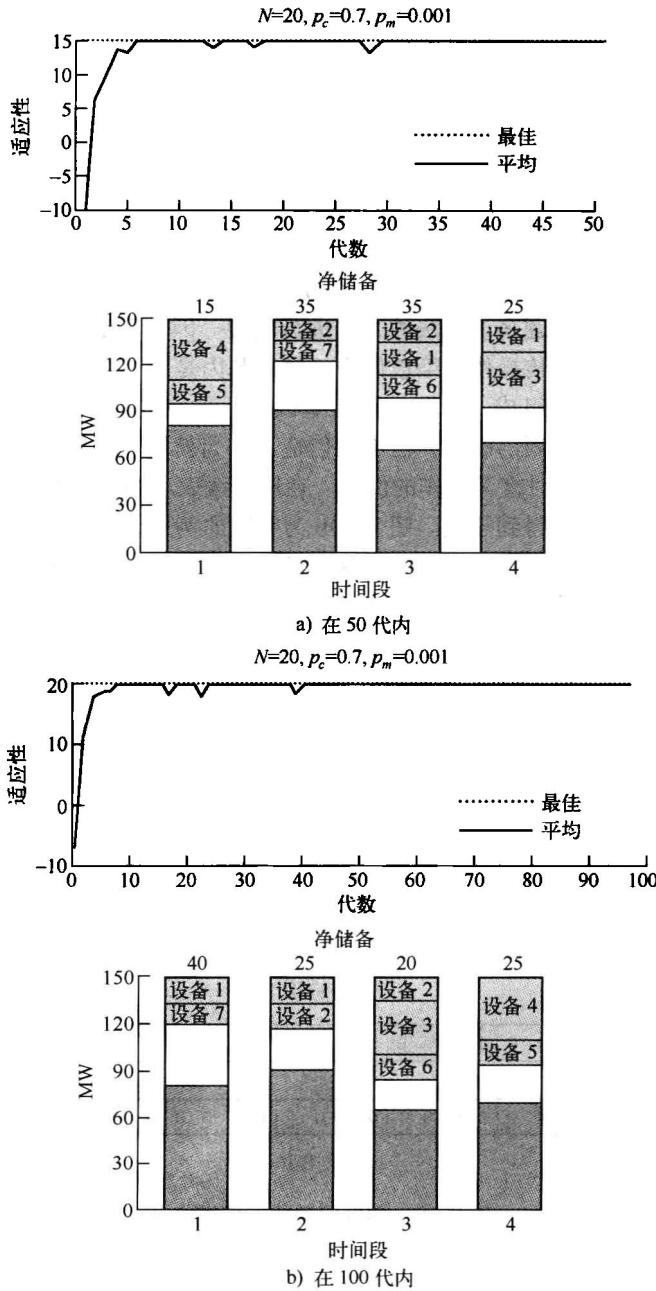 N=20, p_c=0.7, p_m=0.001
适应性
15
10
5
0
−5
−10
最佳
平均
0 5 10 15 20 25 30 35 40 45 50
代数
净储备
15 35 35 25
MW
150
120
90
60
30
0
设备 4
设备 5
设备 2
设备 7
设备 2
设备 1
设备 6
设备 1
设备 3
1 2 3 4
时间段
a) 在 50 代内
N=20, p_c=0.7, p_m=0.001
适应性
20
10
0
−10
最佳
平均
0 10 20 30 40 50 60 70 80 90 100
代数
净储备
40 25 20 25
MW
150
120
90
60
30
0
设备 1
设备 7
设备 1
设备 2
设备 2
设备 3
设备 6
设备 4
设备 5
1 2 3 4
时间段
b) 在 100 代内